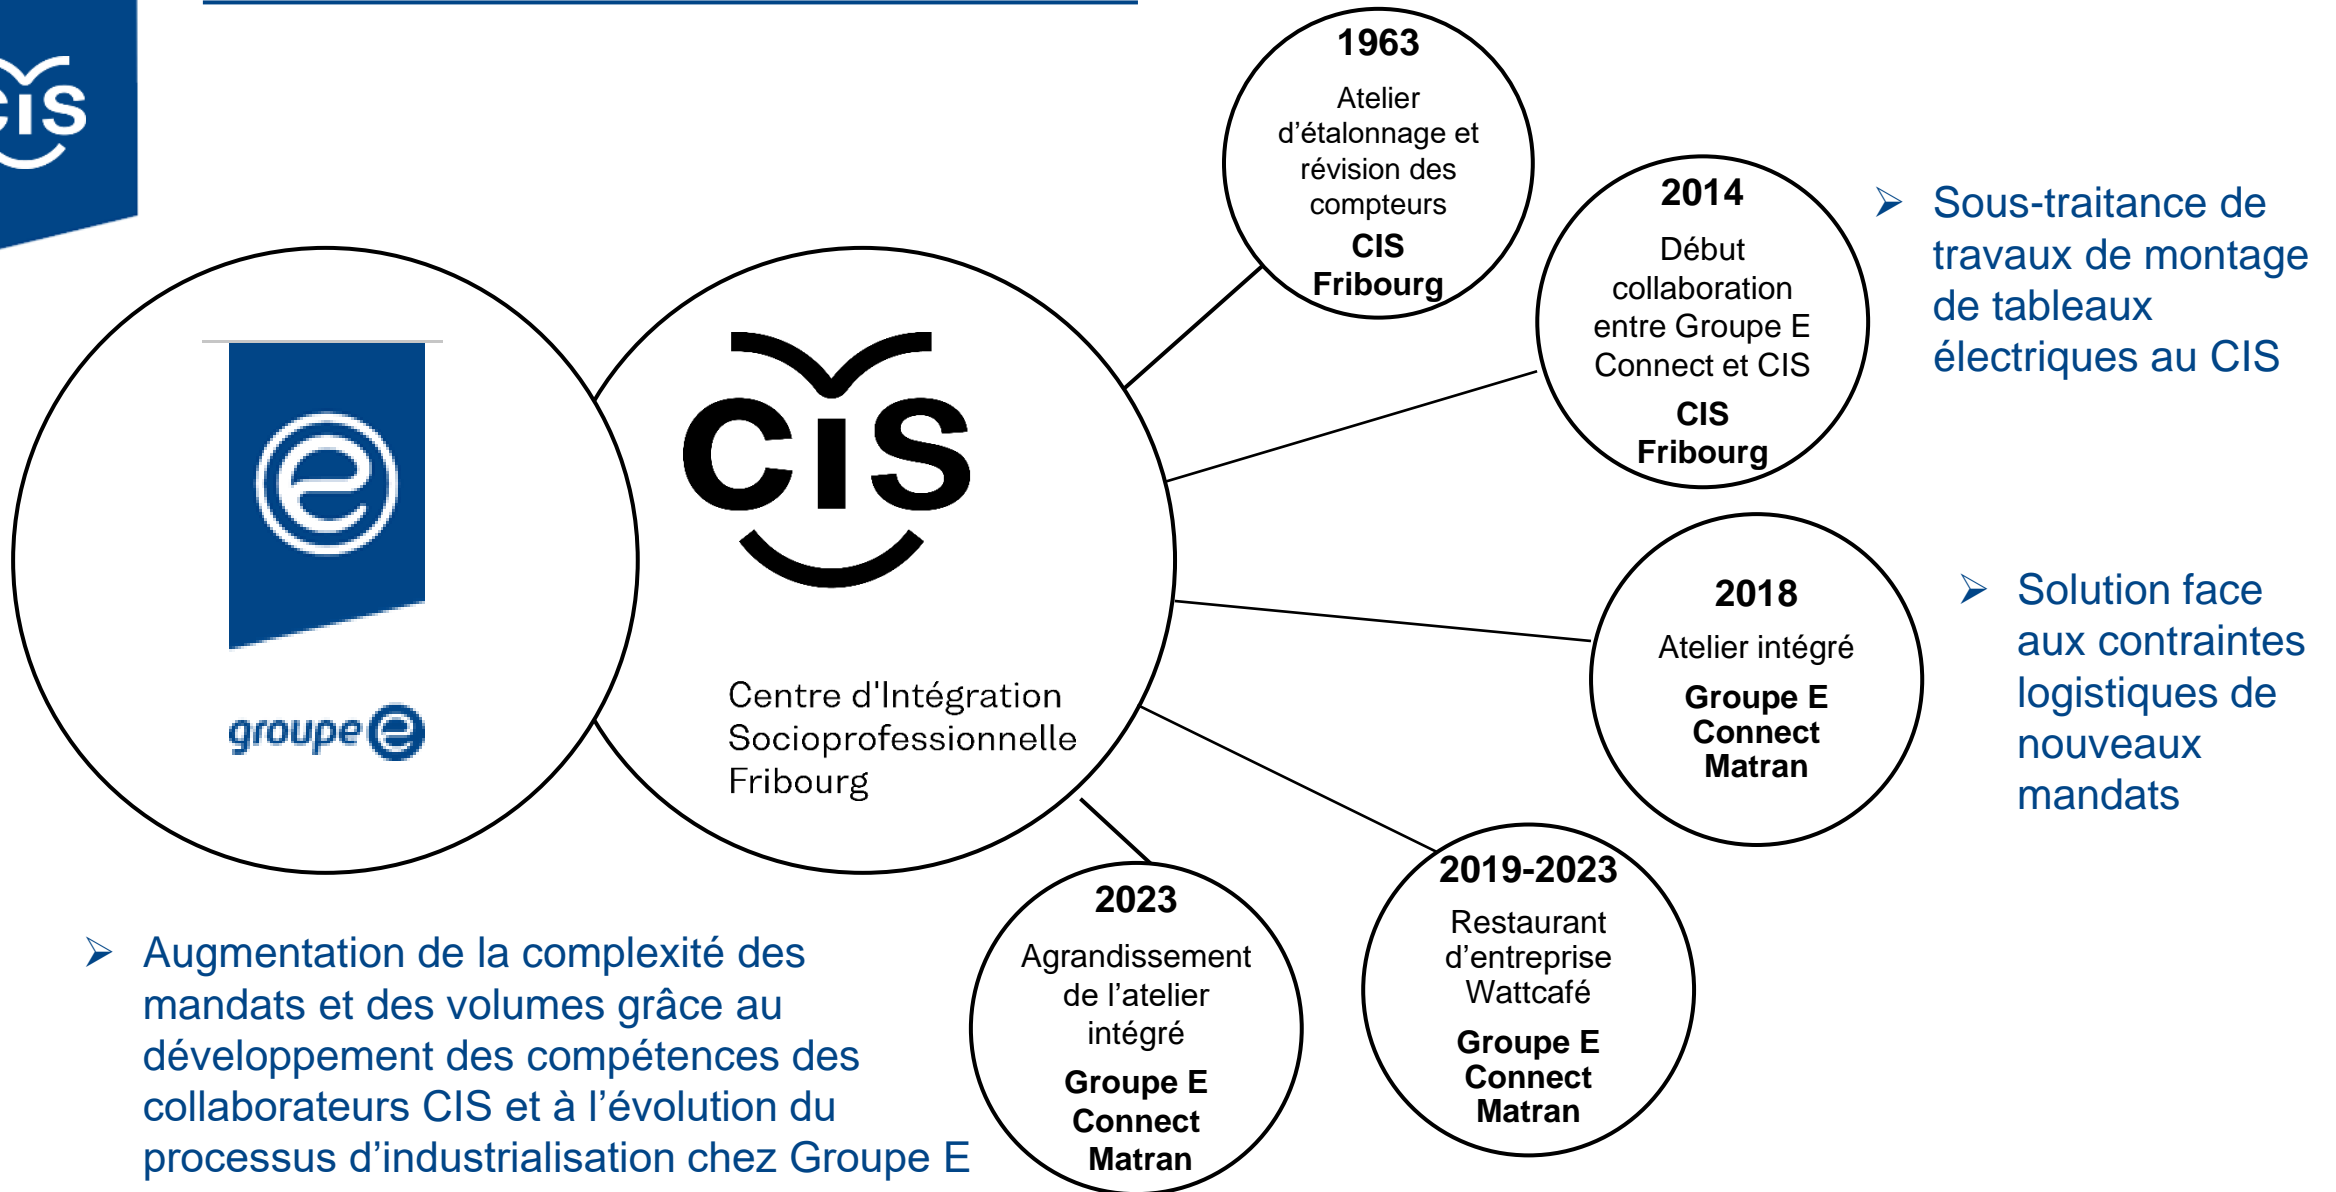 cis
groupe e
cis
Centre d'Intégration
Socioprofessionnelle
Fribourg
1963
Atelier
d’étalonnage et
révision des
compteurs
CIS
Fribourg
2014
Début
collaboration
entre Groupe E
Connect et CIS
CIS
Fribourg
➢ Sous-traitance de
travaux de montage
de tableaux
électriques au CIS
2018
Atelier intégré
Groupe E
Connect
Matran
➢ Solution face
aux contraintes
logistiques de
nouveaux
mandats
2019-2023
Restaurant
d’entreprise
Wattcafé
Groupe E
Connect
Matran
2023
Agrandissement
de l’atelier
intégré
Groupe E
Connect
Matran
➢ Augmentation de la complexité des
mandats et des volumes grâce au
développement des compétences des
collaborateurs CIS et à l’évolution du
processus d’industrialisation chez Groupe E